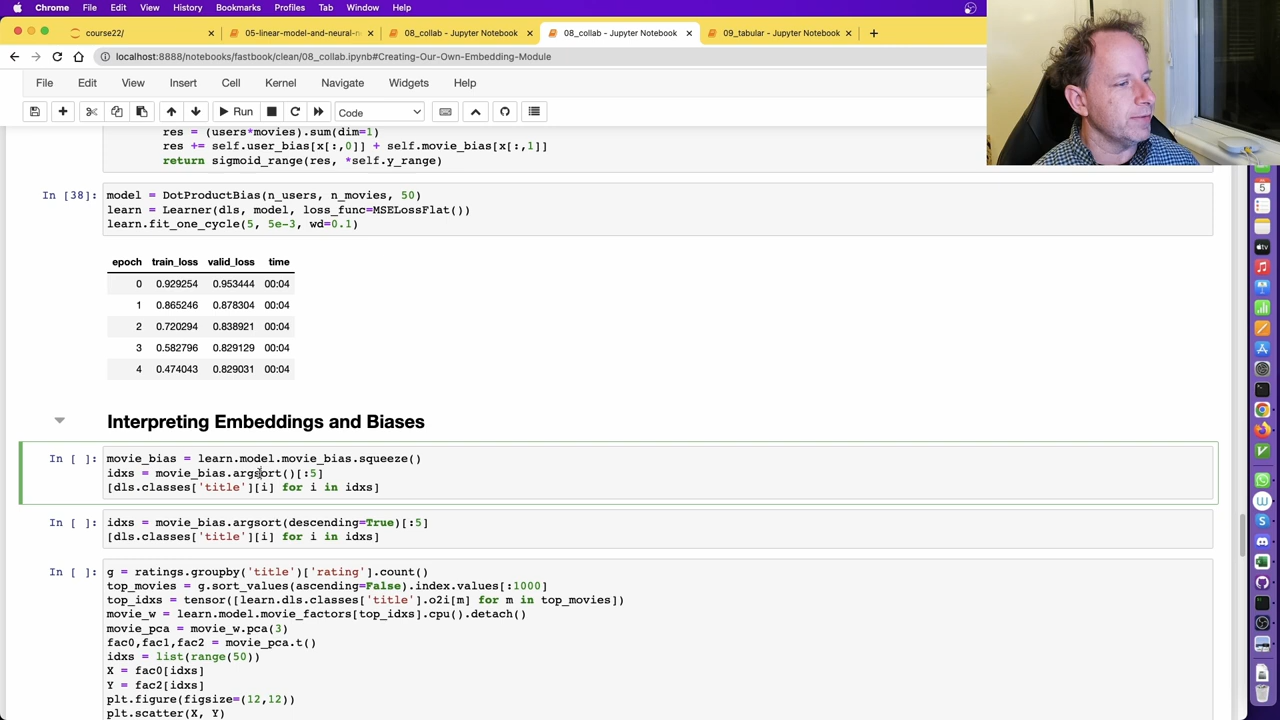 Chrome File Edit View History Bookmarks Profiles Tab Window Help
course22/
05-linear-model-and-neural-n
08_collab - Jupyter Notebook
08_collab - Jupyter Notebook
09_tabular - Jupyter Notebook
localhost:8888/notebooks/fastbook/clean/08_collab.ipynb#Creating-Our-Own-Embedding-Module
File Edit View Insert Cell Kernel Navigate Widgets Help
Run Code
res = (users*movies).sum(dim=1)
res += self.user_bias[x[:,0]] + self.movie_bias[x[:,1]]
return sigmoid_range(res, *self.y_range)
In [38]: model = DotProductBias(n_users, n_movies, 50)
learn = Learner(dls, model, loss_func=MSELossFlat())
learn.fit_one_cycle(5, 5e-3, wd=0.1)
epoch train_loss valid_loss time
0 0.929254 0.953444 00:04
1 0.865246 0.878304 00:04
2 0.720294 0.838921 00:04
3 0.582796 0.829129 00:04
4 0.474043 0.829031 00:04
Interpreting Embeddings and Biases
In [ ]: movie_bias = learn.model.movie_bias.squeeze()
idxs = movie_bias.argsort()[:5]
[dls.classes['title'][i] for i in idxs]
In [ ]: idxs = movie_bias.argsort(descending=True)[:5]
[dls.classes['title'][i] for i in idxs]
In [ ]: g = ratings.groupby('title')['rating'].count()
top_movies = g.sort_values(ascending=False).index.values[:1000]
top_idxs = tensor([learn.dls.classes['title'].o2i[m] for m in top_movies])
movie_w = learn.model.movie_factors[top_idxs].cpu().detach()
movie_pca = movie_w.pca(3)
fac0,fac1,fac2 = movie_pca.t()
idxs = list(range(50))
X = fac0[idxs]
Y = fac2[idxs]
plt.figure(figsize=(12,12))
plt.scatter(X, Y)
5